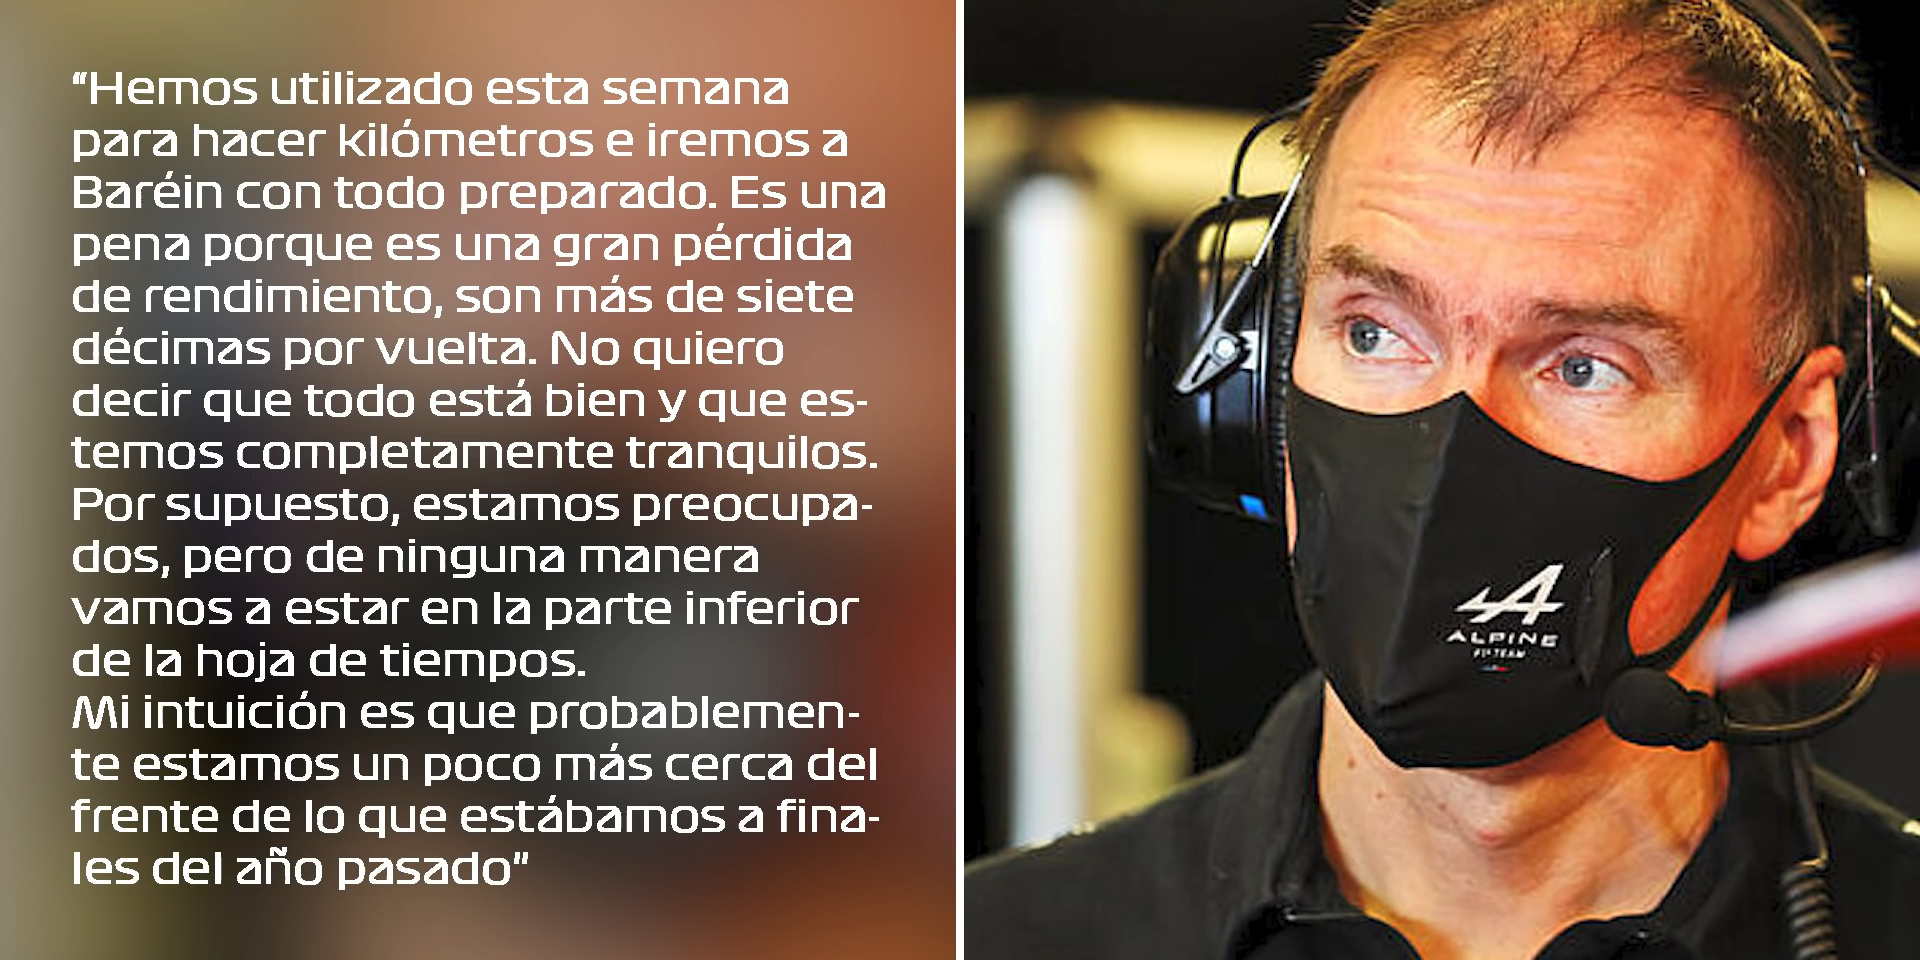 “Hemos utilizado esta semana
para hacer kilómetros e iremos a
Baréin con todo preparado. Es una
pena porque es una gran pérdida
de rendimiento, son más de siete
décimas por vuelta. No quiero
decir que todo está bien y que es-
temos completamente tranquilos.
Por supuesto, estamos preocupa-
dos, pero de ninguna manera
vamos a estar en la parte inferior
de la hoja de tiempos.
Mi intuición es que probablemen-
te estamos un poco más cerca del
frente de lo que estábamos a fina-
les del año pasado”
ALPINE
F1 TEAM